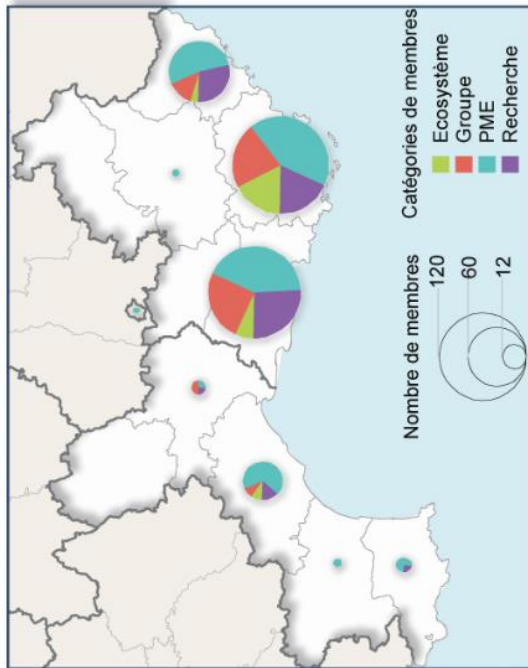 Nombre de membres
120
60
12
Catégories de membres
Ecosystème
Groupe
PME
Recherche